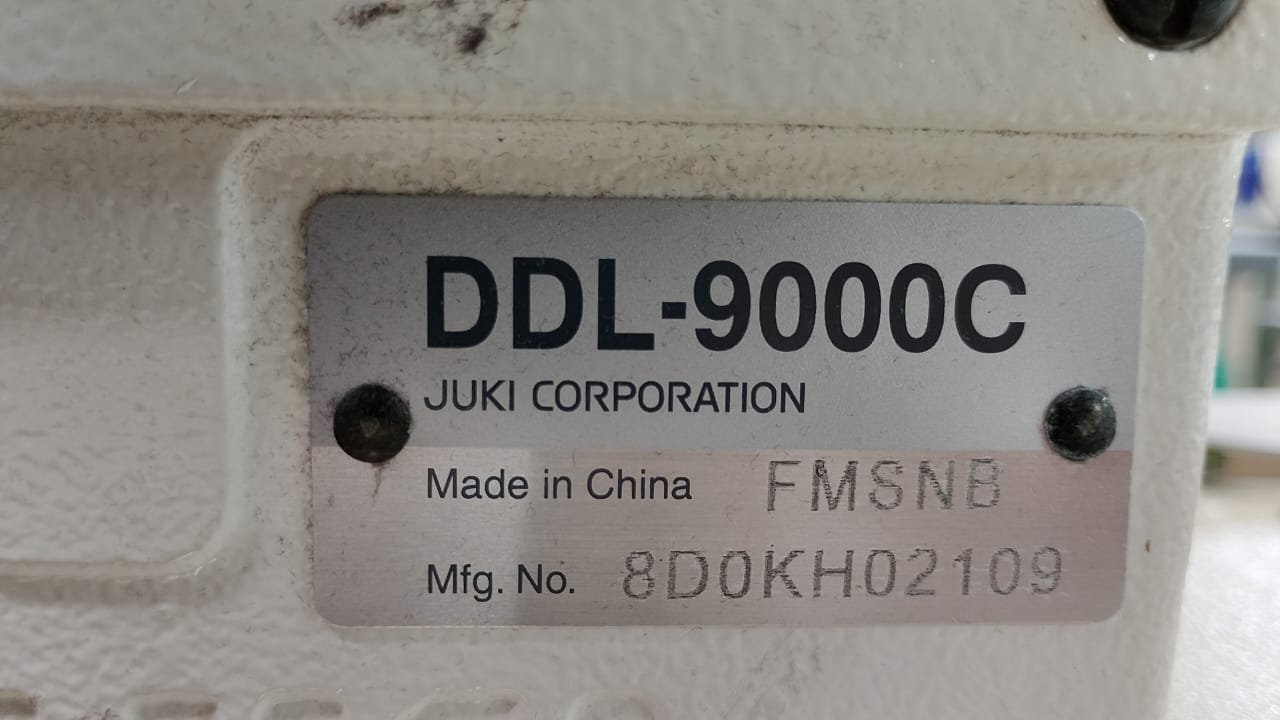 DDL-9000C
JUKI CORPORATION
Made in China FMSNB
Mfg. No. 8D0KH02109